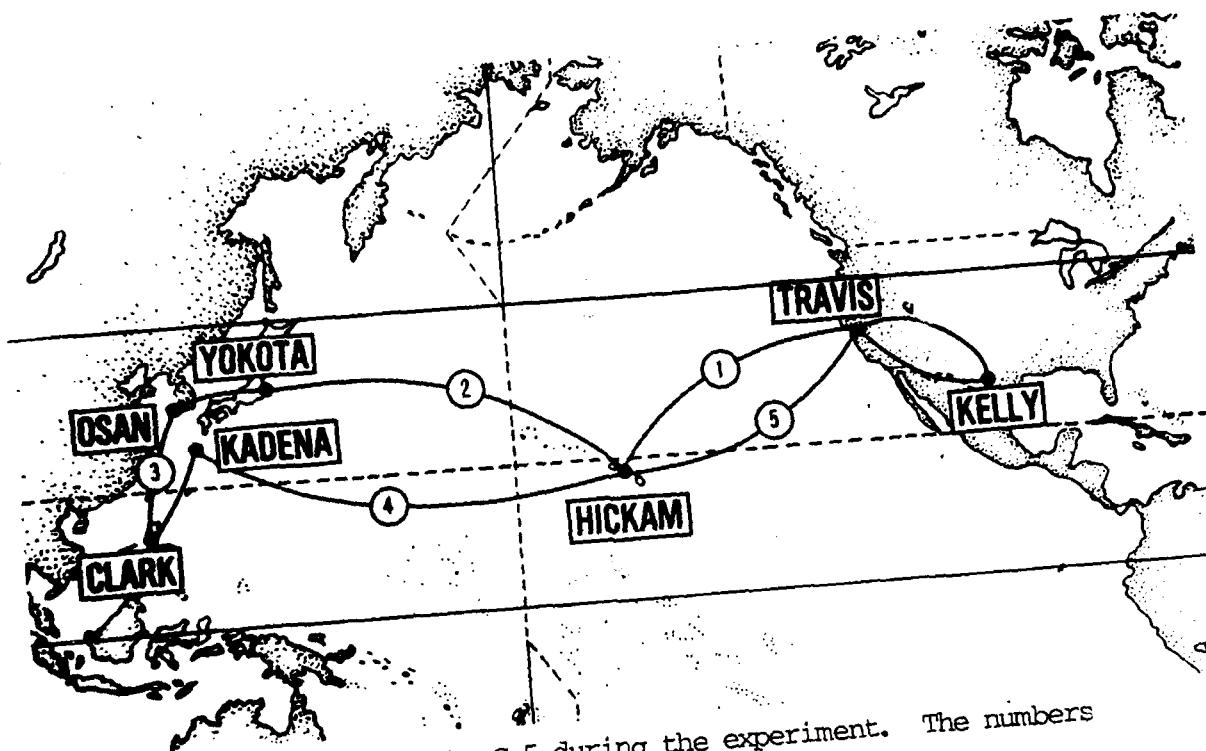 TRAVIS
YOKOTA
1
2
KELLY
OSAN
5
KADENA
3
4
HICKAM
CLARK
C-5 during the experiment. The numbers